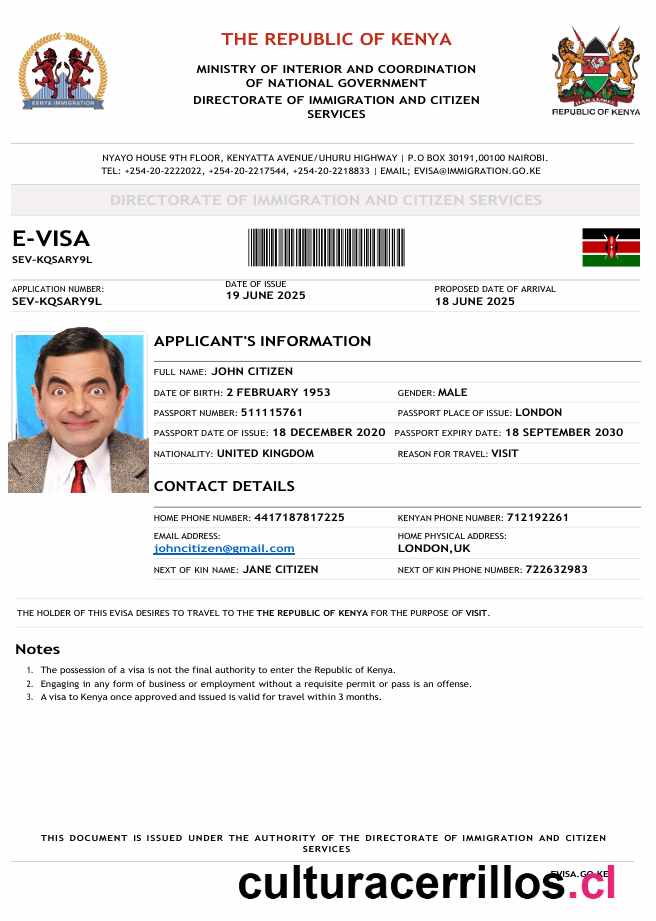 THE REPUBLIC OF KENYA
MINISTRY OF INTERIOR AND COORDINATION
OF NATIONAL GOVERNMENT
DIRECTORATE OF IMMIGRATION AND CITIZEN
SERVICES
KENYA IMMIGRATION
HARAMBEE
REPUBLIC OF KENYA
NYAYO HOUSE 9TH FLOOR, KENYATTA AVENUE/UHURU HIGHWAY | P.O BOX 30191,00100 NAIROBI.
TEL: +254-20-2222022, +254-20-2217544, +254-20-2218833 | EMAIL; EVISA@IMMIGRATION.GO.KE
DIRECTORATE OF IMMIGRATION AND CITIZEN SERVICES
E-VISA
SEV-KQSARY9L
APPLICATION NUMBER:
SEV-KQSARY9L
DATE OF ISSUE
19 JUNE 2025
PROPOSED DATE OF ARRIVAL
18 JUNE 2025
APPLICANT'S INFORMATION
FULL NAME: JOHN CITIZEN
DATE OF BIRTH: 2 FEBRUARY 1953 GENDER: MALE
PASSPORT NUMBER: 511115761 PASSPORT PLACE OF ISSUE: LONDON
PASSPORT DATE OF ISSUE: 18 DECEMBER 2020 PASSPORT EXPIRY DATE: 18 SEPTEMBER 2030
NATIONALITY: UNITED KINGDOM REASON FOR TRAVEL: VISIT
CONTACT DETAILS
HOME PHONE NUMBER: 4417187817225 KENYAN PHONE NUMBER: 712192261
EMAIL ADDRESS:
johncitizen@gmail.com
HOME PHYSICAL ADDRESS:
LONDON,UK
NEXT OF KIN NAME: JANE CITIZEN NEXT OF KIN PHONE NUMBER: 722632983
THE HOLDER OF THIS EVISA DESIRES TO TRAVEL TO THE THE REPUBLIC OF KENYA FOR THE PURPOSE OF VISIT.
Notes
1. The possession of a visa is not the final authority to enter the Republic of Kenya.
2. Engaging in any form of business or employment without a requisite permit or pass is an offense.
3. A visa to Kenya once approved and issued is valid for travel within 3 months.
THIS DOCUMENT IS ISSUED UNDER THE AUTHORITY OF THE DIRECTORATE OF IMMIGRATION AND CITIZEN
SERVICES
EVISA.GO.KE
culturacerrillos.cl